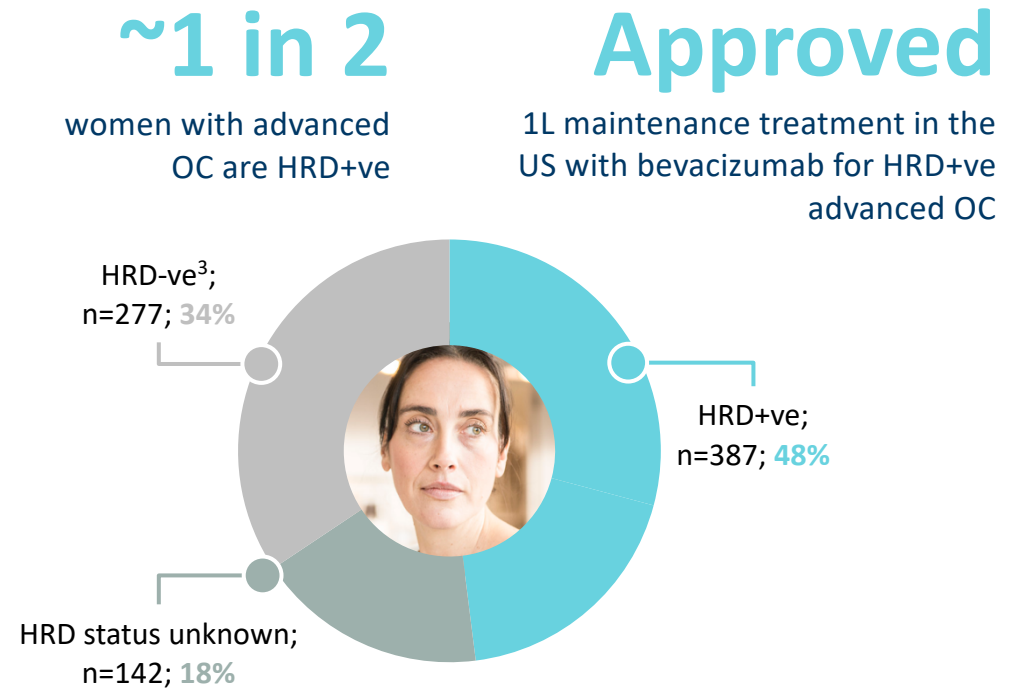 ~1 in 2
women with advanced
OC are HRD+ve
Approved
1L maintenance treatment in the
US with bevacizumab for HRD+ve
advanced OC
HRD-ve³;
n=277; 34%
HRD+ve;
n=387; 48%
HRD status unknown;
n=142; 18%